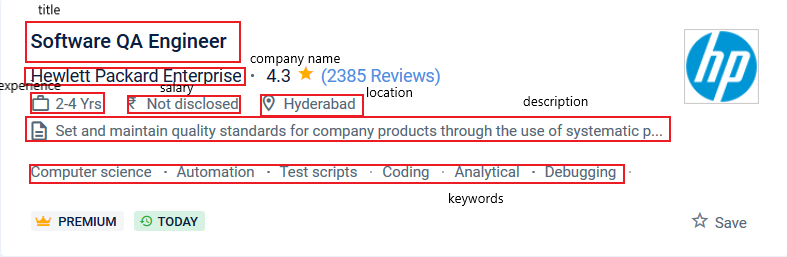 title
Software QA Engineer
company name
Hewlett Packard Enterprise · 4.3 ★ (2385 Reviews)
hp
experience
salary
location
2-4 Yrs
₹ Not disclosed
Hyderabad
description
Set and maintain quality standards for company products through the use of systematic p...
Computer science · Automation · Test scripts · Coding · Analytical · Debugging ·
keywords
PREMIUM
TODAY
☆ Save